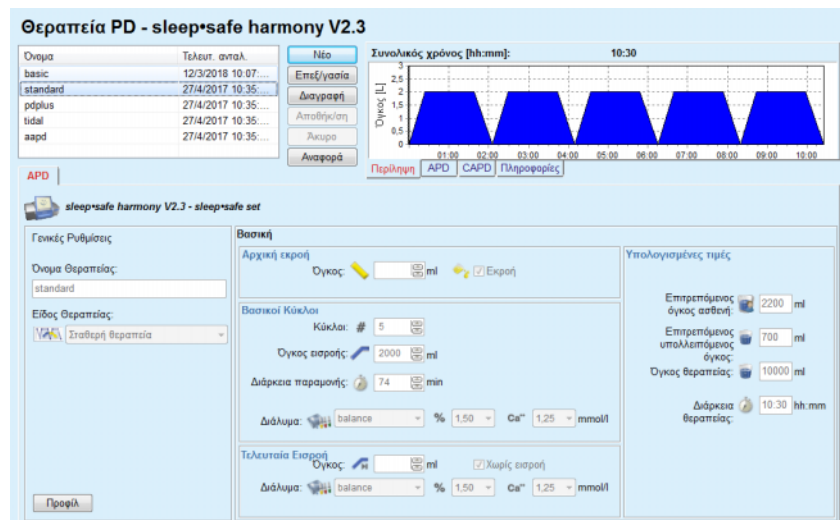 Θεραπεία PD - sleep•safe harmony V2.3
Όνομα Τελευτ. ανταλ.
basic 12/3/2018 10:07:...
standard 27/4/2017 10:35:...
pdplus 27/4/2017 10:35:...
tidal 27/4/2017 10:35:...
aapd 27/4/2017 10:35:...
Νέο
Επεξ/γασία
Διαγραφή
Αποθήκ/ση
Άκυρο
Αναφορά
Συνολικός χρόνος [hh:mm]: 10:30
Όγκος [L]
3
2,5
2
1,5
1
0,5
0
01:00 02:00 03:00 04:00 05:00 06:00 07:00 08:00 09:00 10:00
Περίληψη APD CAPD Πληροφορίες
APD
sleep•safe harmony V2.3 - sleep•safe set
Γενικές Ρυθμίσεις
Όνομα Θεραπείας:
standard
Είδος Θεραπείας:
Σταθερή θεραπεία
Προφίλ
Βασική
Αρχική εκροή
Όγκος: ml Εκροή
Βασικοί Κύκλοι
Κύκλοι: # 5
Όγκος εισροής: 2000 ml
Διάρκεια παραμονής: 74 min
Διάλυμα: balance % 1,50 Ca⁺⁺ 1,25 mmol/l
Τελευταία Εισροή
Όγκος: ml Χωρίς εισροή
Διάλυμα: balance % 1,50 Ca⁺⁺ 1,25 mmol/l
Υπολογισμένες τιμές
Επιτρεπόμενος
όγκος ασθενή: 2200 ml
Επιτρεπόμενος
υπολλειπόμενος 700 ml
όγκος:
Όγκος θεραπείας: 10000 ml
Διάρκεια 10:30 hh:mm
θεραπείας: